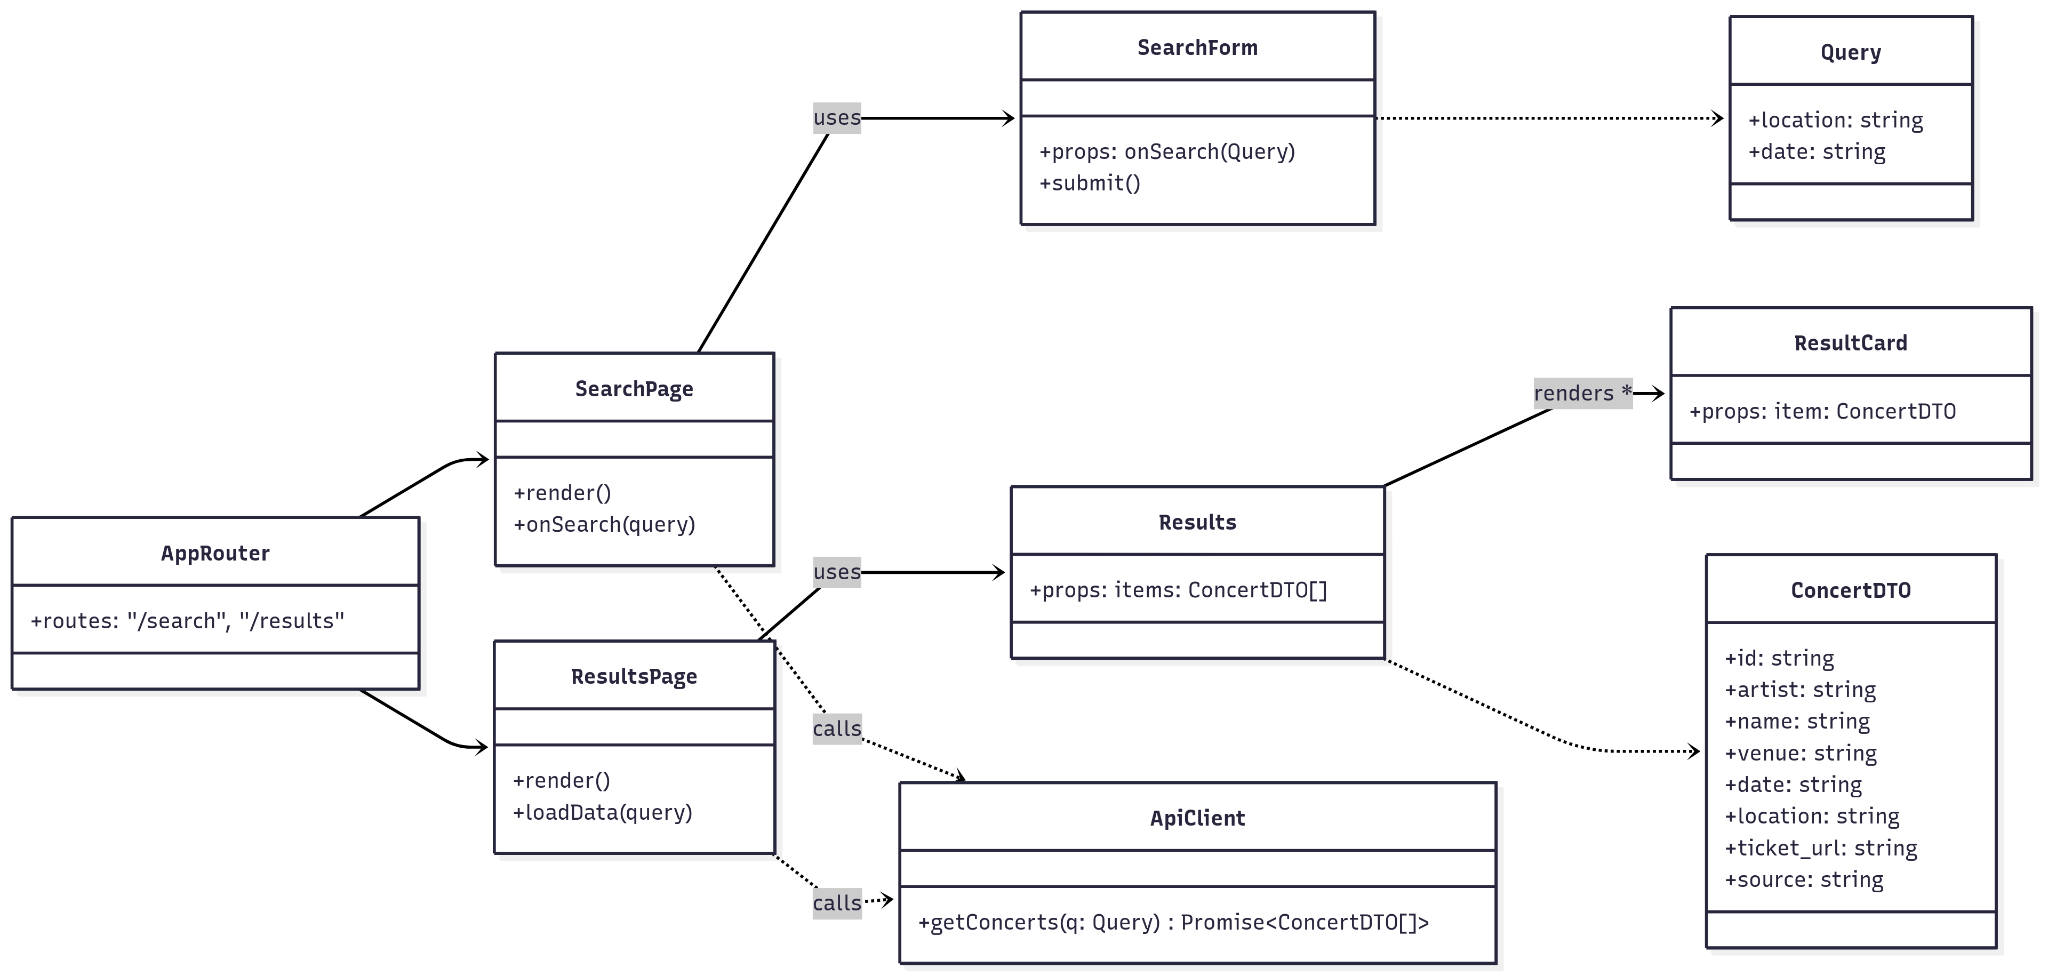 SearchForm
+props: onSearch(Query)
+submit()
Query
+location: string
+date: string
uses
ResultCard
+props: item: ConcertDTO
renders *
SearchPage
+render()
+onSearch(query)
AppRouter
+routes: "/search", "/results"
Results
+props: items: ConcertDTO[]
uses
ConcertDTO
+id: string
+artist: string
+name: string
+venue: string
+date: string
+location: string
+ticket_url: string
+source: string
ResultsPage
+render()
+loadData(query)
calls
ApiClient
+getConcerts(q: Query) : Promise<ConcertDTO[]>
calls